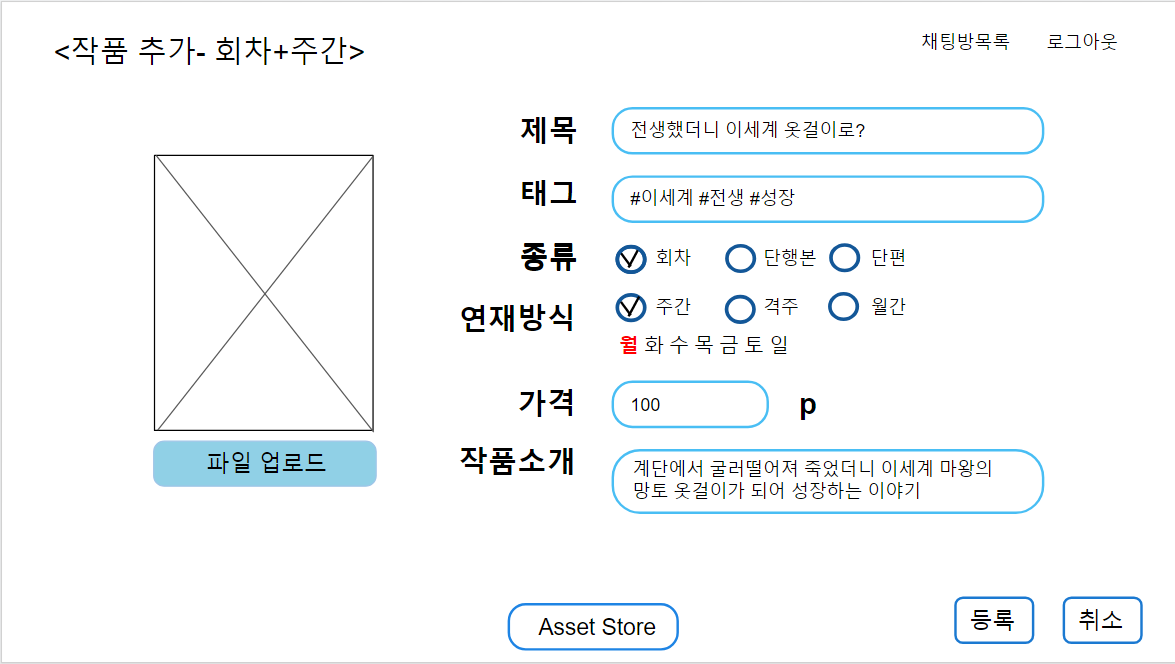 <작품 추가- 회차+주간>
채팅방목록 로그아웃
제목 전생했더니 이세계 옷걸이로?
태그 #이세계 #전생 #성장
종류 회차 단행본 단편
연재방식 주간 격주 월간
월 화 수 목 금 토 일
가격 100 p
파일 업로드
작품소개 계단에서 굴러떨어져 죽었더니 이세계 마왕의
망토 옷걸이가 되어 성장하는 이야기
Asset Store 등록 취소